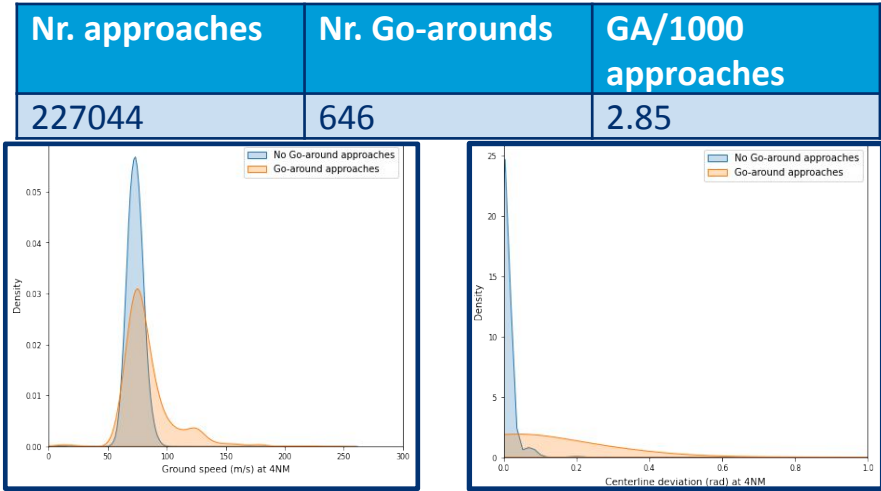 Nr. approaches Nr. Go-arounds GA/1000
approaches
227044 646 2.85
No Go-around approaches
Go-around approaches
0.05
0.04
0.03
0.02
0.01
0.00
Density
0 50 100 150 200 250 300
Ground speed (m/s) at 4NM
No Go-around approaches
Go-around approaches
25
20
15
10
5
0
Density
0.0 0.2 0.4 0.6 0.8 1.0
Centerline deviation (rad) at 4NM